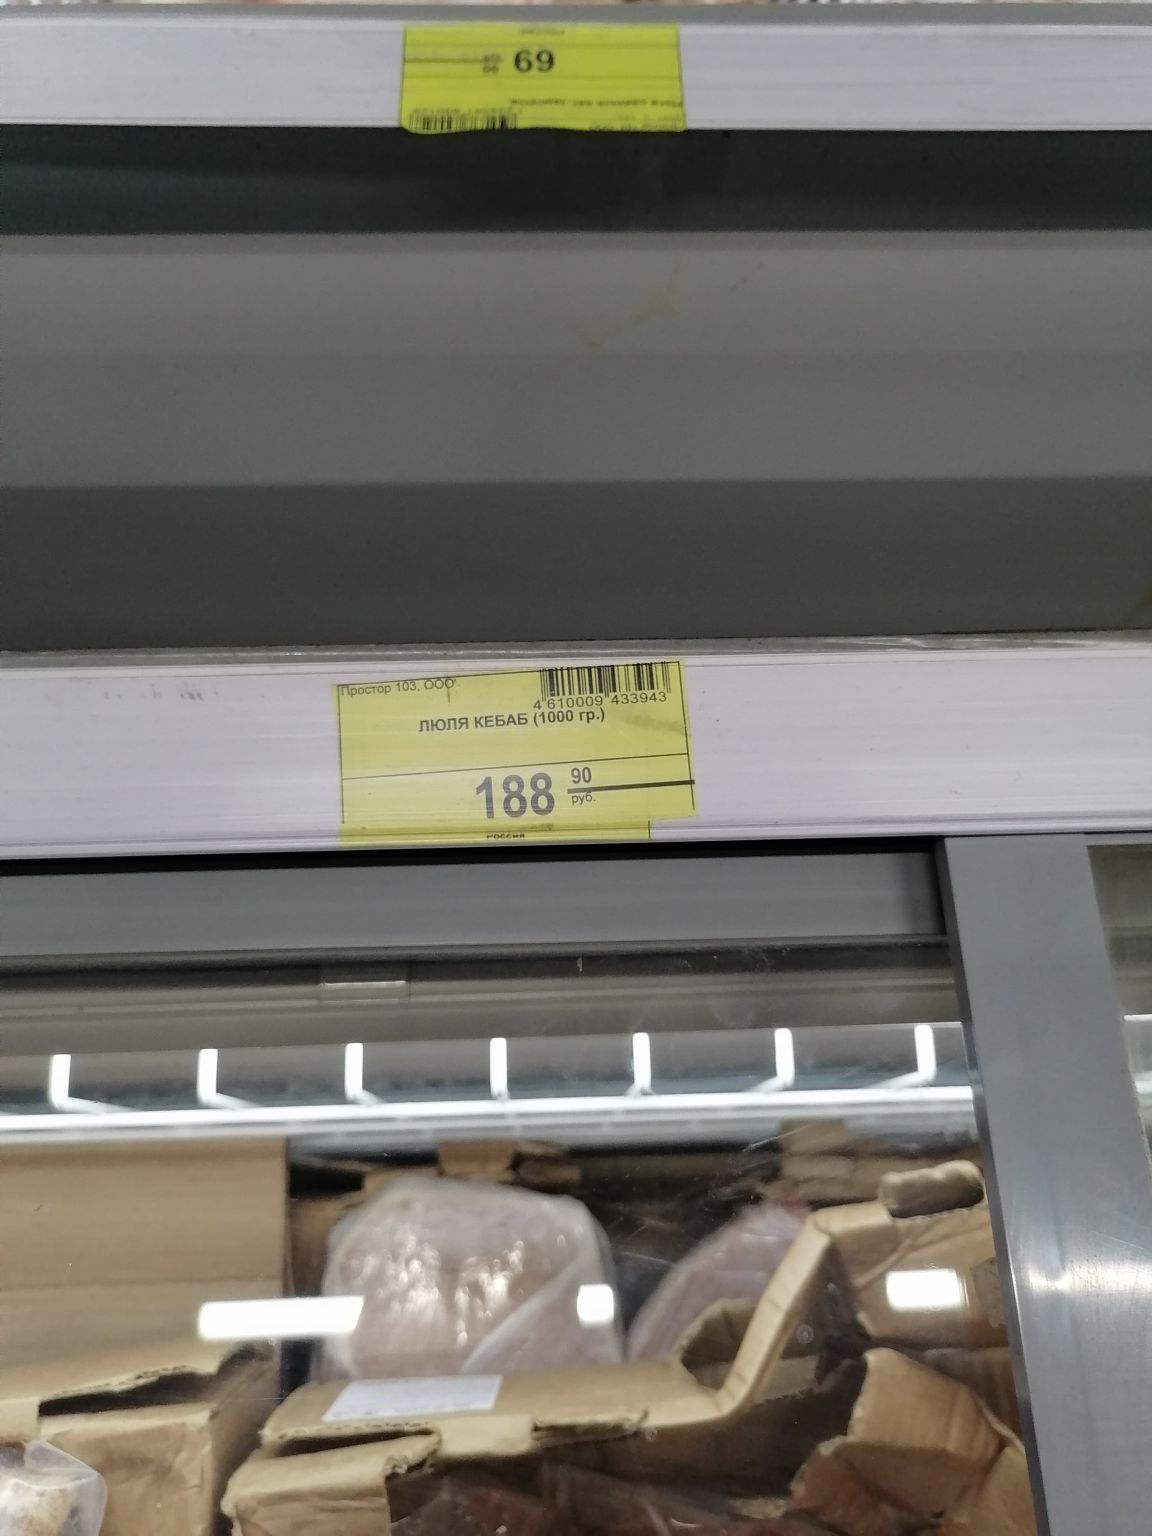 69
Простор 103, ООО
4 610009 433943
ЛЮЛЯ КЕБАБ (1000 гр.)
188 90
руб.
Россия